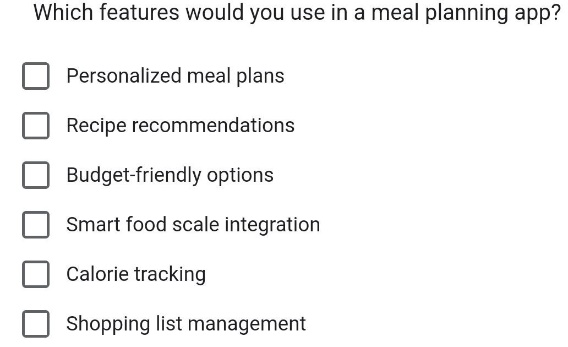 Which features would you use in a meal planning app?
Personalized meal plans
Recipe recommendations
Budget-friendly options
Smart food scale integration
Calorie tracking
Shopping list management